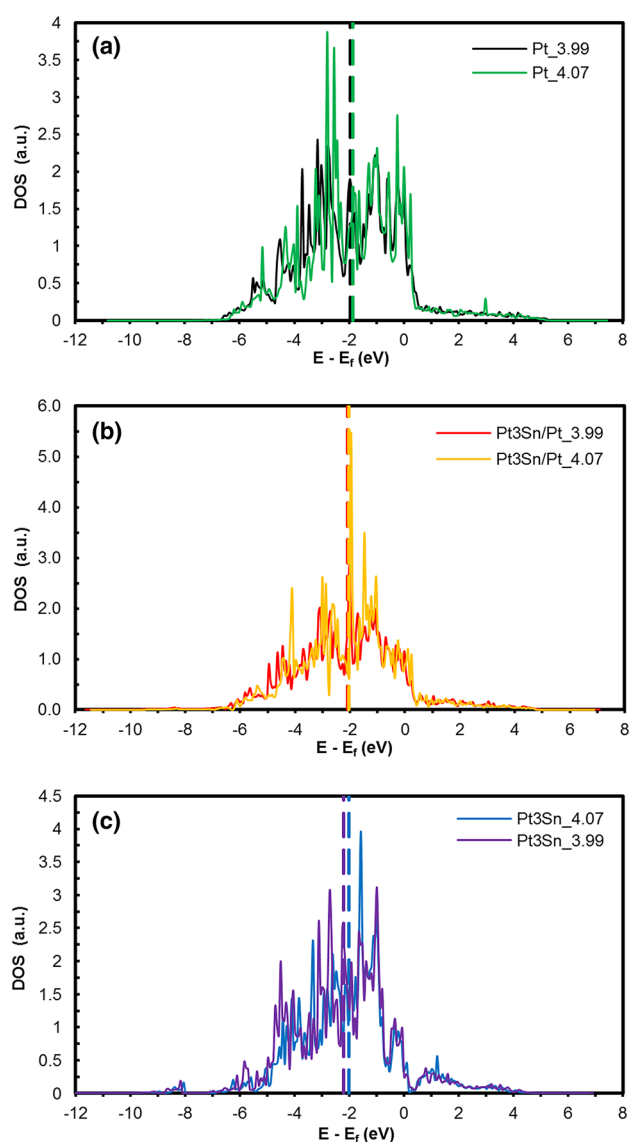 (a)
Pt_3.99
Pt_4.07
DOS (a.u.)
4
3.5
3
2.5
2
1.5
1
0.5
0
-12 -10 -8 -6 -4 -2 0 2 4 6 8
E - Ef (eV)
(b)
Pt3Sn/Pt_3.99
Pt3Sn/Pt_4.07
DOS (a.u.)
6.0
5.0
4.0
3.0
2.0
1.0
0.0
-12 -10 -8 -6 -4 -2 0 2 4 6 8
E - Ef (eV)
(c)
Pt3Sn_4.07
Pt3Sn_3.99
DOS (a.u.)
4.5
4
3.5
3
2.5
2
1.5
1
0.5
0
-12 -10 -8 -6 -4 -2 0 2 4 6 8
E - Ef (eV)